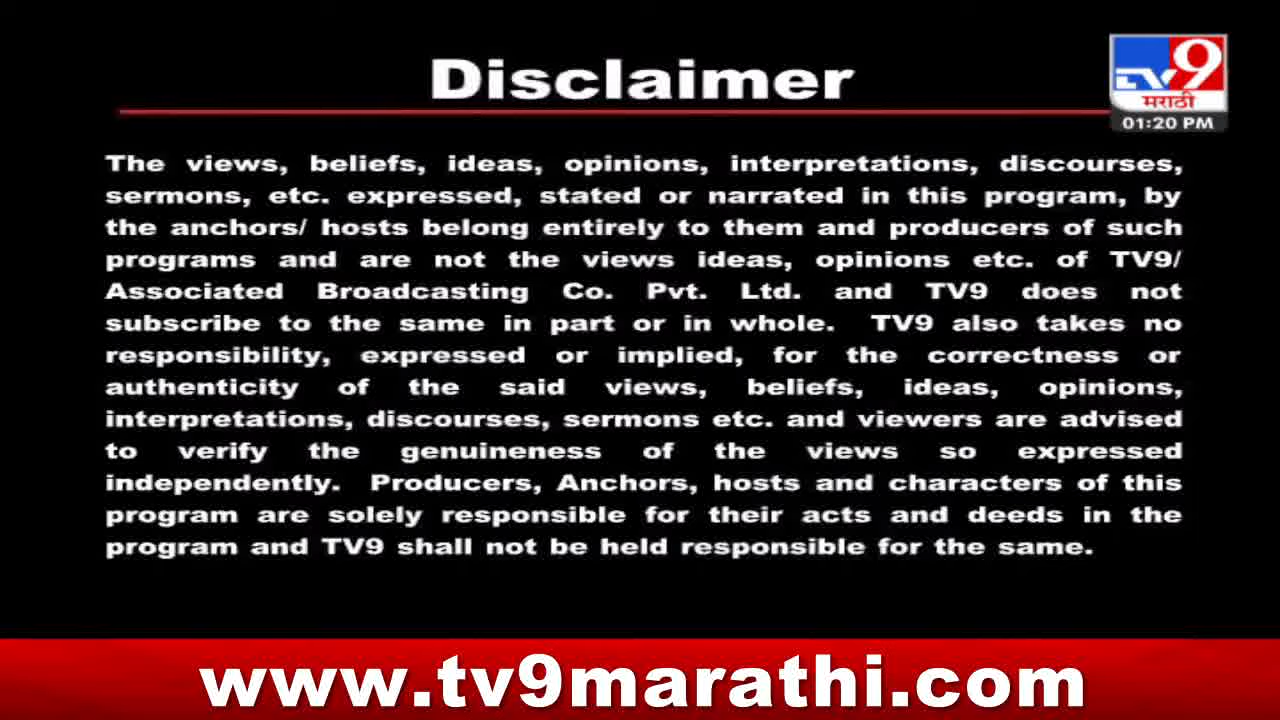 Disclaimer
TV9
मराठी
01:20 PM
The views, beliefs, ideas, opinions, interpretations, discourses,
sermons, etc. expressed, stated or narrated in this program, by
the anchors/ hosts belong entirely to them and producers of such
programs and are not the views ideas, opinions etc. of TV9/
Associated Broadcasting Co. Pvt. Ltd. and TV9 does not
subscribe to the same in part or in whole. TV9 also takes no
responsibility, expressed or implied, for the correctness or
authenticity of the said views, beliefs, ideas, opinions,
interpretations, discourses, sermons etc. and viewers are advised
to verify the genuineness of the views so expressed
independently. Producers, Anchors, hosts and characters of this
program are solely responsible for their acts and deeds in the
program and TV9 shall not be held responsible for the same.
www.tv9marathi.com